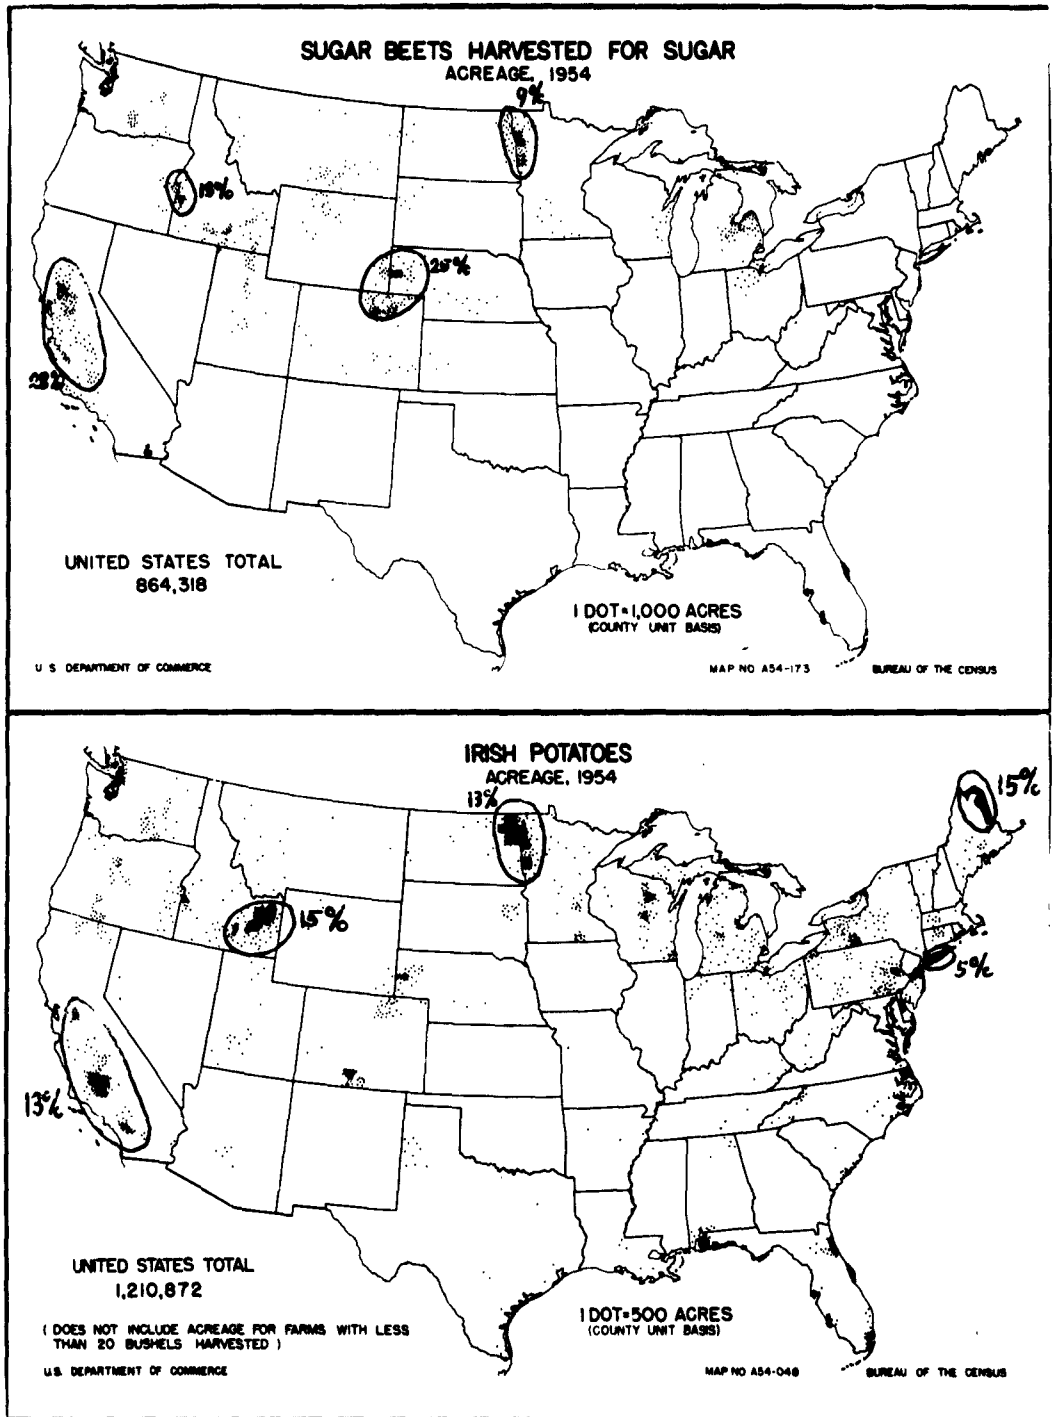 SUGAR BEETS HARVESTED FOR SUGAR
ACREAGE, 1954
9%
25%
UNITED STATES TOTAL
864,318
1 DOT=1,000 ACRES
(COUNTY UNIT BASIS)
U S DEPARTMENT OF COMMERCE
MAP NO A54-173
BUREAU OF THE CENSUS
IRISH POTATOES
ACREAGE, 1954
13%
15%
15%
5%
13%
UNITED STATES TOTAL
1,210,872
1 DOT=500 ACRES
(COUNTY UNIT BASIS)
( DOES NOT INCLUDE ACREAGE FOR FARMS WITH LESS
THAN 20 BUSHELS HARVESTED )
U.S. DEPARTMENT OF COMMERCE
MAP NO A54-048
BUREAU OF THE CENSUS